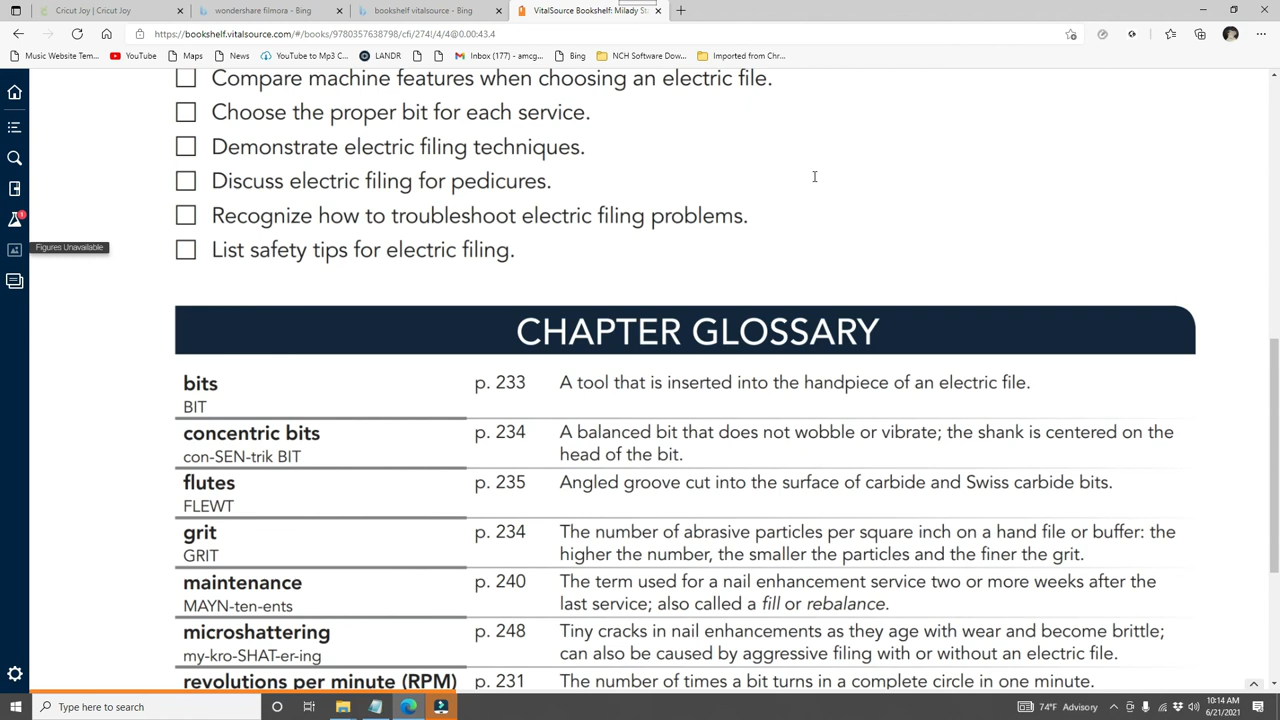 Cricut Joy | Cricut Joy
wondershare filmora - Bing
bookshelf vitalsource - Bing
VitalSource Bookshelf: Milady St
https://bookshelf.vitalsource.com/#/books/9780357638798/cfi/274!/4/4@0.00:43.4
Music Website Tem...
YouTube
Maps
News
YouTube to Mp3 C...
LANDR
Inbox (177) - amcg...
Bing
NCH Software Dow...
Imported from Chr...
Compare machine features when choosing an electric file.
Choose the proper bit for each service.
Demonstrate electric filing techniques.
Discuss electric filing for pedicures.
Recognize how to troubleshoot electric filing problems.
1
Figures Unavailable
List safety tips for electric filing.
CHAPTER GLOSSARY
bits p. 233 A tool that is inserted into the handpiece of an electric file.
BIT
concentric bits p. 234 A balanced bit that does not wobble or vibrate; the shank is centered on the
con-SEN-trik BIT head of the bit.
flutes p. 235 Angled groove cut into the surface of carbide and Swiss carbide bits.
FLEWT
grit p. 234 The number of abrasive particles per square inch on a hand file or buffer: the
GRIT higher the number, the smaller the particles and the finer the grit.
maintenance p. 240 The term used for a nail enhancement service two or more weeks after the
MAYN-ten-ents last service; also called a fill or rebalance.
microshattering p. 248 Tiny cracks in nail enhancements as they age with wear and become brittle;
my-kro-SHAT-er-ing can also be caused by aggressive filing with or without an electric file.
revolutions per minute (RPM) p. 231 The number of times a bit turns in a complete circle in one minute.
Type here to search
74°F Advisory
10:14 AM
6/21/2021